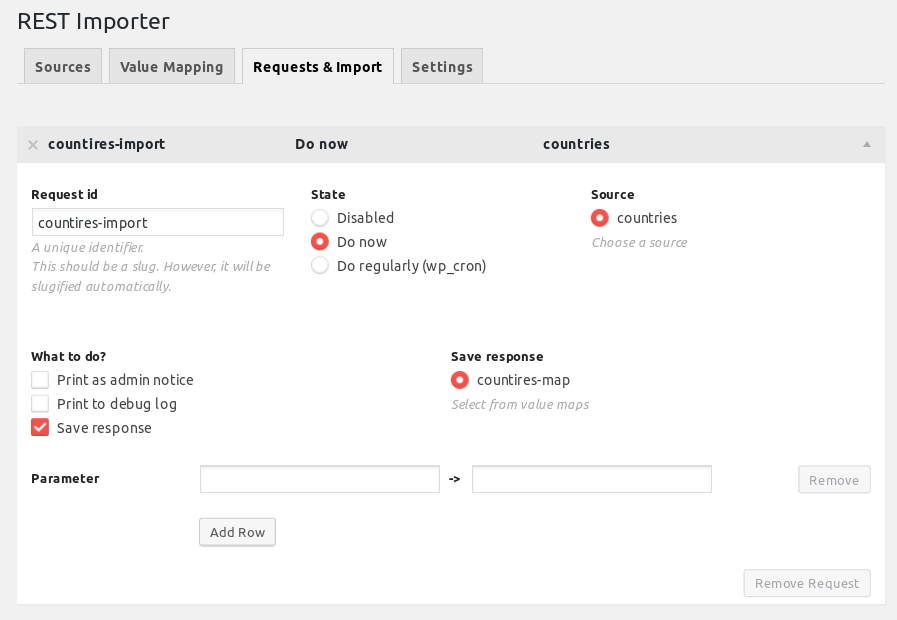 REST Importer
Sources Value Mapping Requests & Import Settings
countires-import Do now countries
Request id State Source
countires-import Disabled countries
A unique identifier. Do now Choose a source
This should be a slug. However, it will be Do regularly (wp_cron)
slugified automatically.
What to do? Save response
Print as admin notice countires-map
Print to debug log Select from value maps
Save response
Parameter -> Remove
Add Row
Remove Request